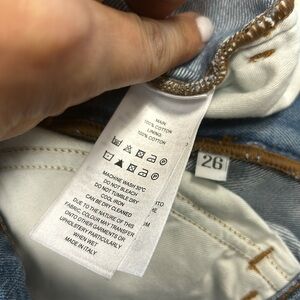 MAIN
100% COTTON
LINING
100% COTTON
MACHINE WASH 30°C
DO NOT BLEACH
DO NOT TUMBLE DRY
COOL IRON
CAN BE DRY CLEANED
DUE TO THE NATURE OF THIS
FABRIC, COLOUR MAY TRANSFER
ONTO OTHER GARMENTS OR
UPHOLSTERY PARTICULARLY
WHEN WET
MADE IN ITALY
26